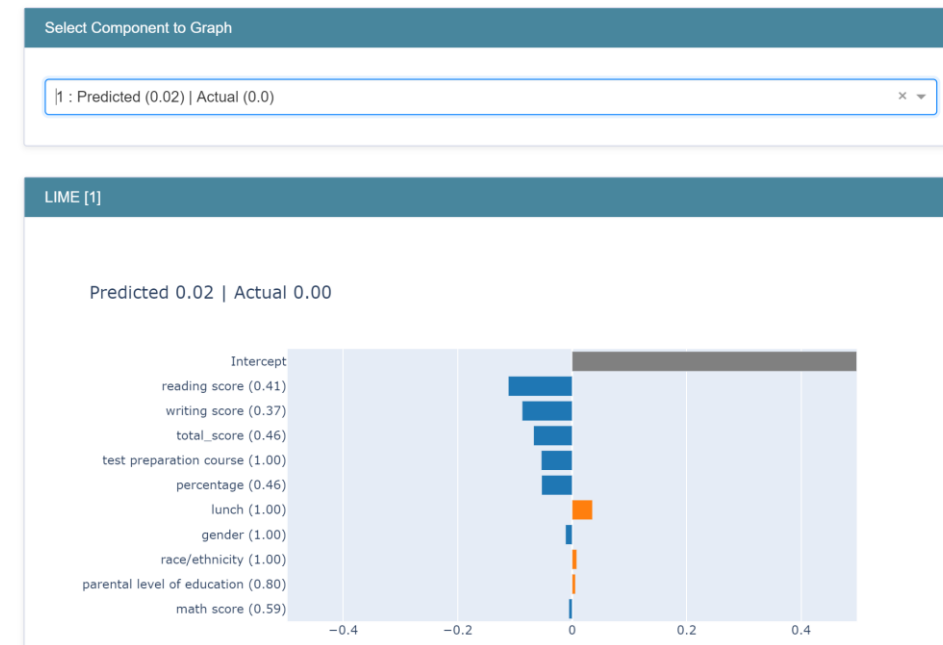 Select Component to Graph
1 : Predicted (0.02) | Actual (0.0)
LIME [1]
Predicted 0.02 | Actual 0.00
Intercept
reading score (0.41)
writing score (0.37)
total_score (0.46)
test preparation course (1.00)
percentage (0.46)
lunch (1.00)
gender (1.00)
race/ethnicity (1.00)
parental level of education (0.80)
math score (0.59)
−0.4 −0.2 0 0.2 0.4